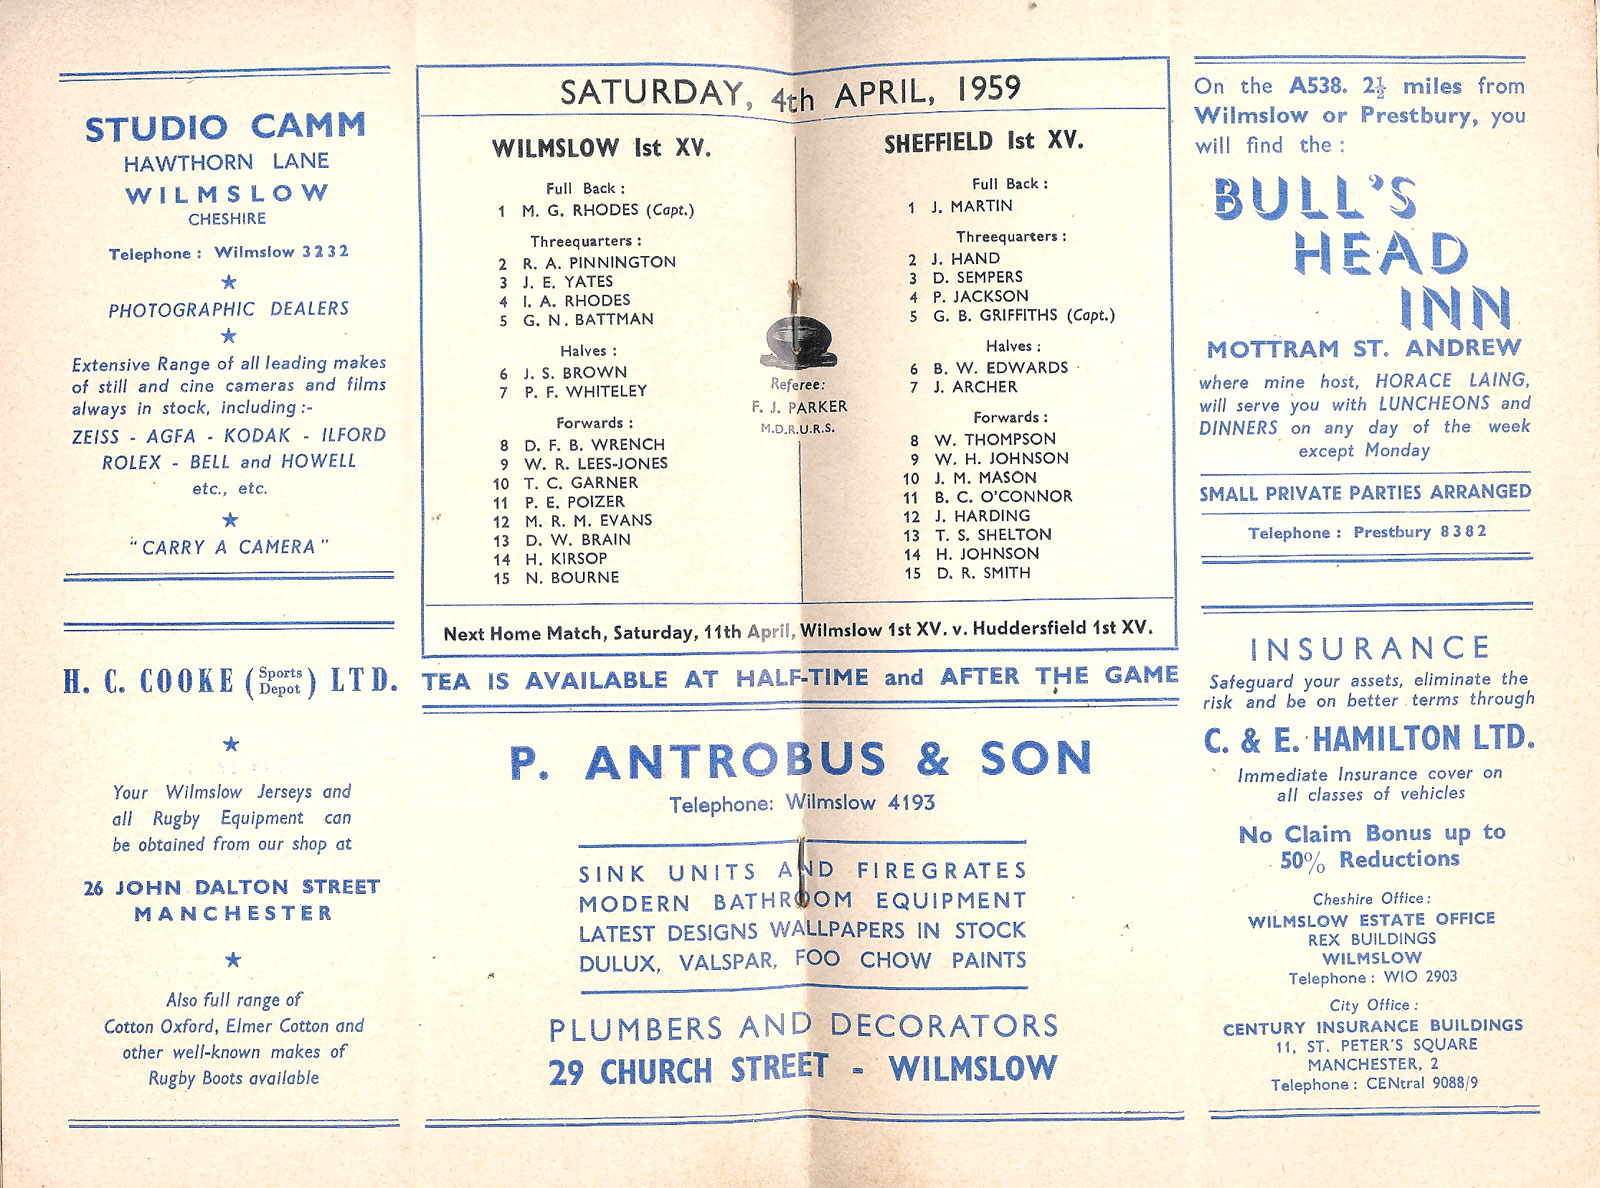 STUDIO CAMM
HAWTHORN LANE
WILMSLOW
CHESHIRE
Telephone : Wilmslow 3232
PHOTOGRAPHIC DEALERS
Extensive Range of all leading makes
of still and cine cameras and films
always in stock, including :-
ZEISS - AGFA - KODAK - ILFORD
ROLEX - BELL and HOWELL
etc., etc.
"CARRY A CAMERA"
H. C. COOKE (Sports Depot) LTD.
Your Wilmslow Jerseys and
all Rugby Equipment can
be obtained from our shop at
26 JOHN DALTON STREET
MANCHESTER
Also full range of
Cotton Oxford, Elmer Cotton and
other well-known makes of
Rugby Boots available
SATURDAY, 4th APRIL, 1959
WILMSLOW 1st XV.
Full Back :
1 M. G. RHODES (Capt.)
Threequarters :
2 R. A. PINNINGTON
3 J. E. YATES
4 I. A. RHODES
5 G. N. BATTMAN
Halves :
6 J. S. BROWN
7 P. F. WHITELEY
Forwards :
8 D. F. B. WRENCH
9 W. R. LEES-JONES
10 T. C. GARNER
11 P. E. POIZER
12 M. R. M. EVANS
13 D. W. BRAIN
14 H. KIRSOP
15 N. BOURNE
Referee:
F. J. PARKER
M.D.R.U.R.S.
SHEFFIELD 1st XV.
Full Back :
1 J. MARTIN
Threequarters :
2 J. HAND
3 D. SEMPERS
4 P. JACKSON
5 G. B. GRIFFITHS (Capt.)
Halves :
6 B. W. EDWARDS
7 J. ARCHER
Forwards :
8 W. THOMPSON
9 W. H. JOHNSON
10 J. M. MASON
11 B. C. O'CONNOR
12 J. HARDING
13 T. S. SHELTON
14 H. JOHNSON
15 D. R. SMITH
Next Home Match, Saturday, 11th April, Wilmslow 1st XV. v. Huddersfield 1st XV.
TEA IS AVAILABLE AT HALF-TIME and AFTER THE GAME
P. ANTROBUS & SON
Telephone: Wilmslow 4193
SINK UNITS AND FIREGRATES
MODERN BATHROOM EQUIPMENT
LATEST DESIGNS WALLPAPERS IN STOCK
DULUX, VALSPAR, FOO CHOW PAINTS
PLUMBERS AND DECORATORS
29 CHURCH STREET - WILMSLOW
On the A538. 2½ miles from
Wilmslow or Prestbury, you
will find the :
BULL'S
HEAD
INN
MOTTRAM ST. ANDREW
where mine host, HORACE LAING,
will serve you with LUNCHEONS and
DINNERS on any day of the week
except Monday
SMALL PRIVATE PARTIES ARRANGED
Telephone : Prestbury 8382
INSURANCE
Safeguard your assets, eliminate the
risk and be on better terms through
C. & E. HAMILTON LTD.
Immediate Insurance cover on
all classes of vehicles
No Claim Bonus up to
50% Reductions
Cheshire Office :
WILMSLOW ESTATE OFFICE
REX BUILDINGS
WILMSLOW
Telephone : WIO 2903
City Office :
CENTURY INSURANCE BUILDINGS
11, ST. PETER'S SQUARE
MANCHESTER, 2
Telephone : CENtral 9088/9